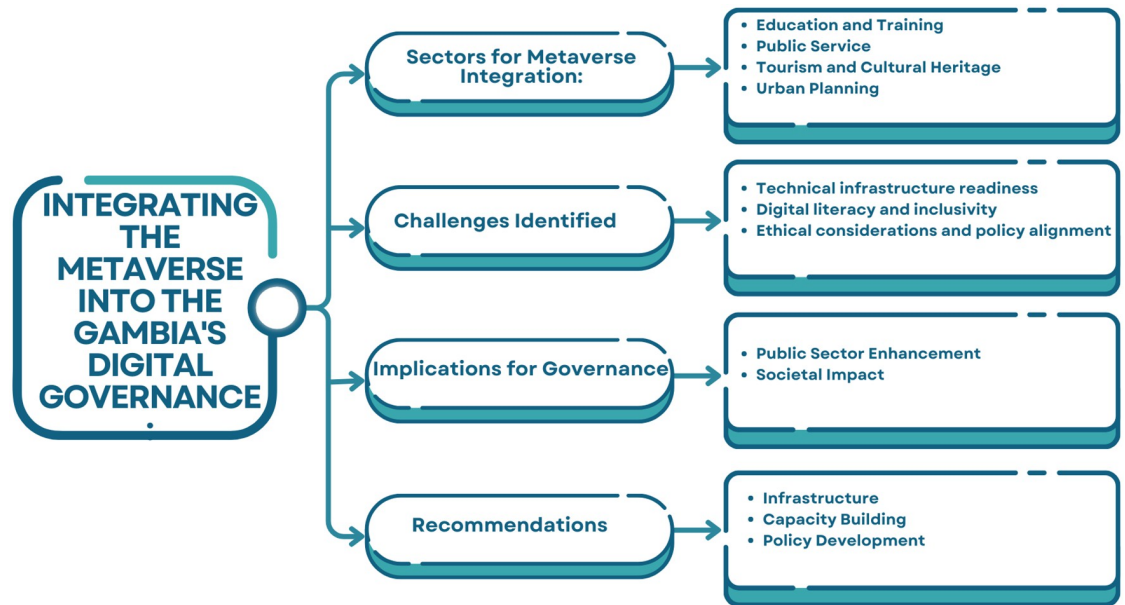 INTEGRATING
THE
METAVERSE
INTO THE
GAMBIA'S
DIGITAL
GOVERNANCE
.
Sectors for Metaverse
Integration:
• Education and Training
• Public Service
• Tourism and Cultural Heritage
• Urban Planning
Challenges Identified
• Technical infrastructure readiness
• Digital literacy and inclusivity
• Ethical considerations and policy alignment
Implications for Governance
• Public Sector Enhancement
• Societal Impact
Recommendations
• Infrastructure
• Capacity Building
• Policy Development